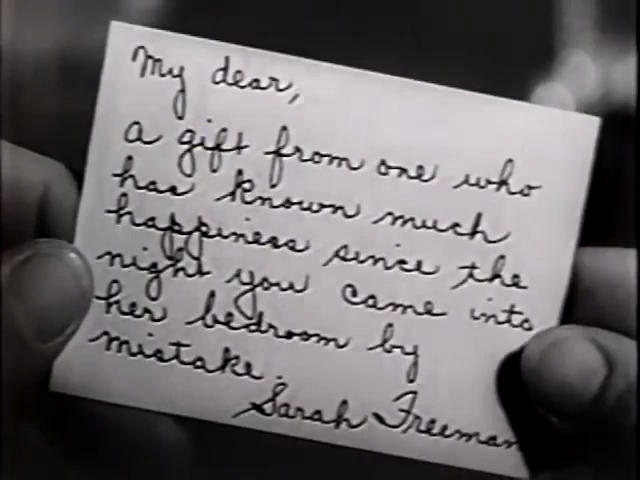 My dear,
a gift from one who
has known much
happiness since the
night you came into
her bedroom by
mistake.
Sarah Freeman